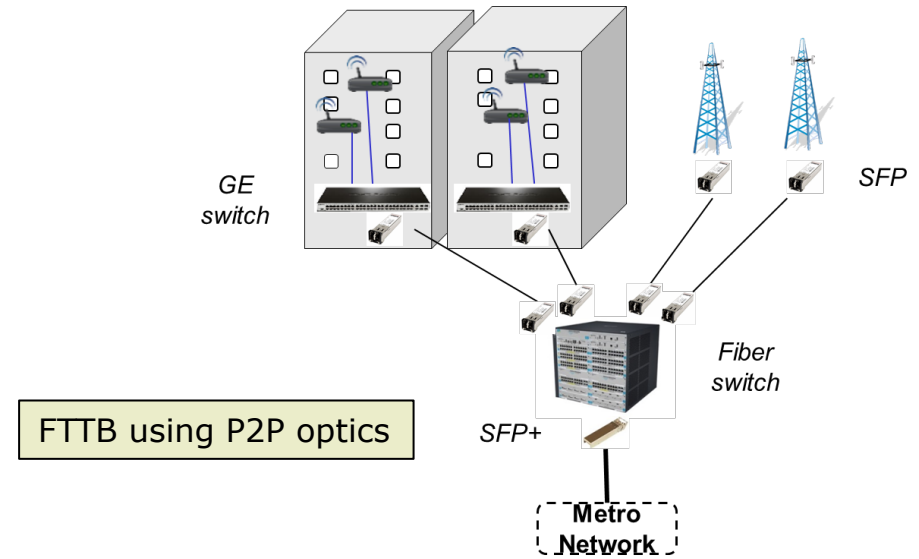 GE
switch
SFP
Fiber
switch
FTTB using P2P optics
SFP+
Metro
Network